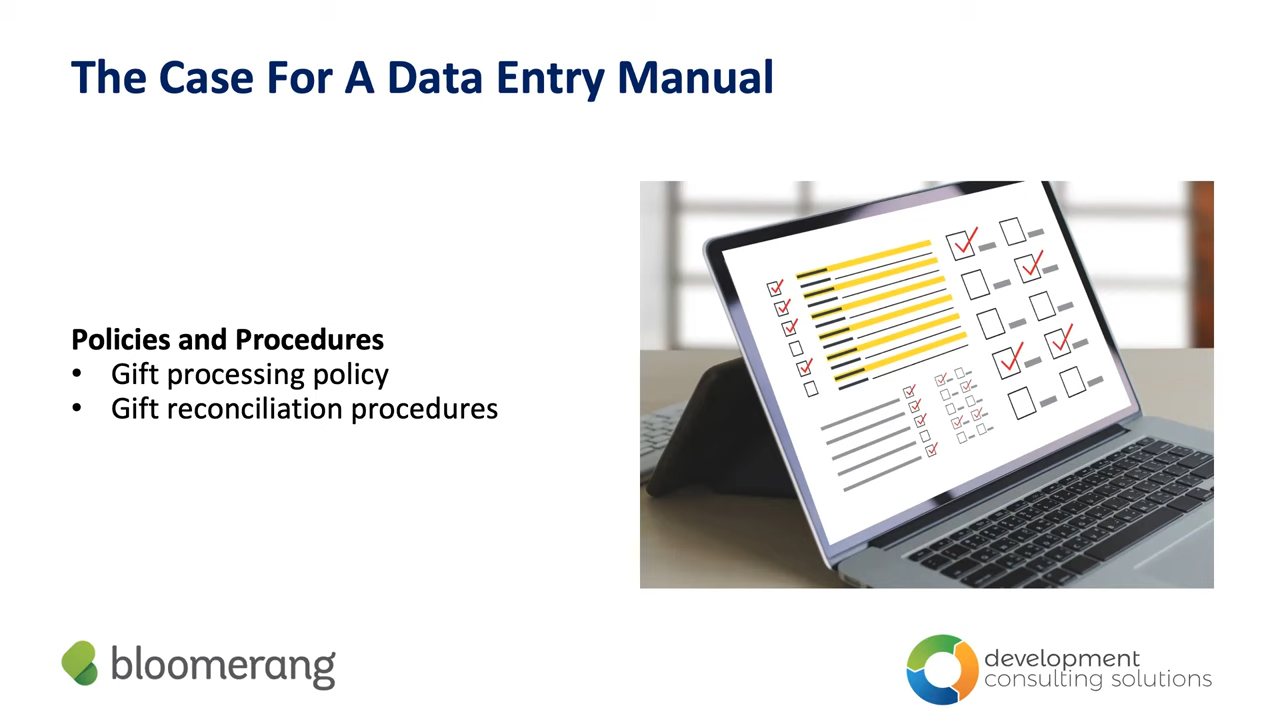 The Case For A Data Entry Manual
Policies and Procedures
• Gift processing policy
• Gift reconciliation procedures
bloomerang
development
consulting solutions